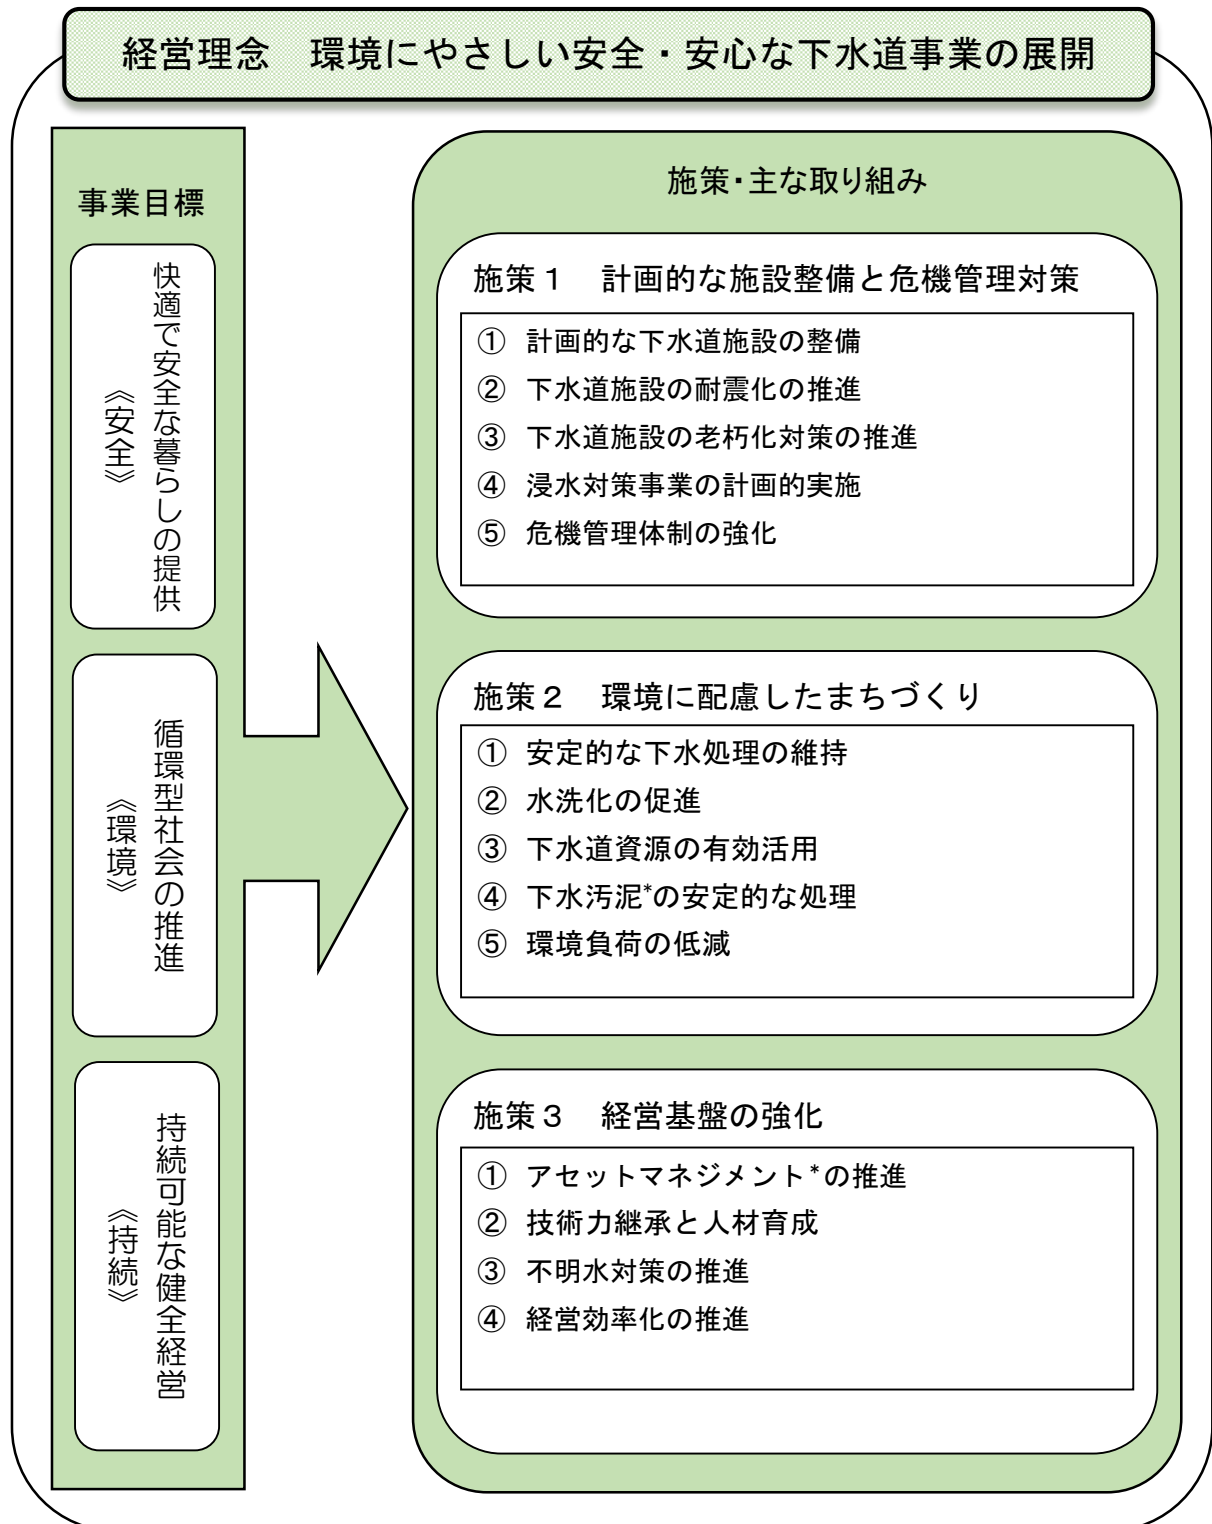 経営理念　環境にやさしい安全・安心な下水道事業の展開
事業目標
快適で安全な暮らしの提供
《安全》
循環型社会の推進
《環境》
持続可能な健全経営
《持続》
施策・主な取り組み
施策１　計画的な施設整備と危機管理対策
① 計画的な下水道施設の整備
② 下水道施設の耐震化の推進
③ 下水道施設の老朽化対策の推進
④ 浸水対策事業の計画的実施
⑤ 危機管理体制の強化
施策２　環境に配慮したまちづくり
① 安定的な下水処理の維持
② 水洗化の促進
③ 下水道資源の有効活用
④ 下水汚泥*の安定的な処理
⑤ 環境負荷の低減
施策３　経営基盤の強化
① アセットマネジメント*の推進
② 技術力継承と人材育成
③ 不明水対策の推進
④ 経営効率化の推進